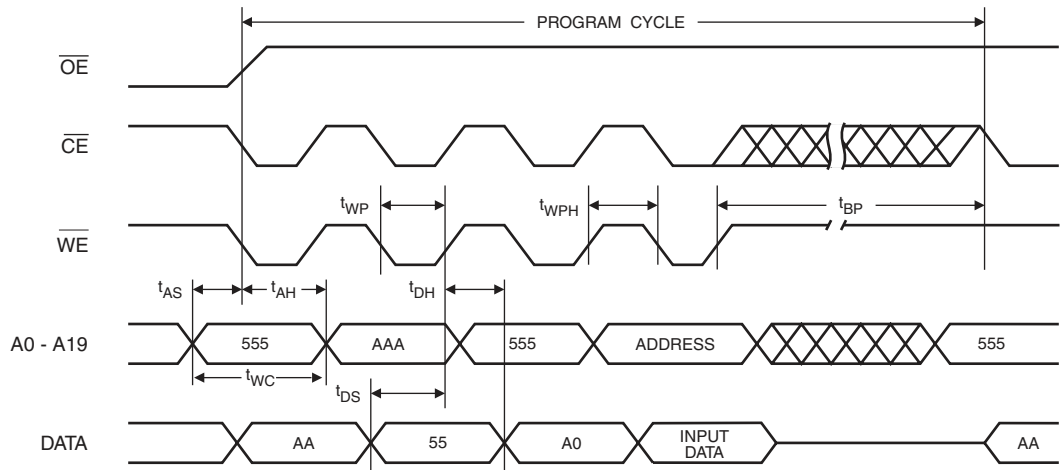 PROGRAM CYCLE
OE
CE
tWP
tWPH
tBP
WE
tAS
tAH
tDH
A0 - A19
555
AAA
555
ADDRESS
555
tWC
tDS
DATA
AA
55
A0
INPUT
DATA
AA